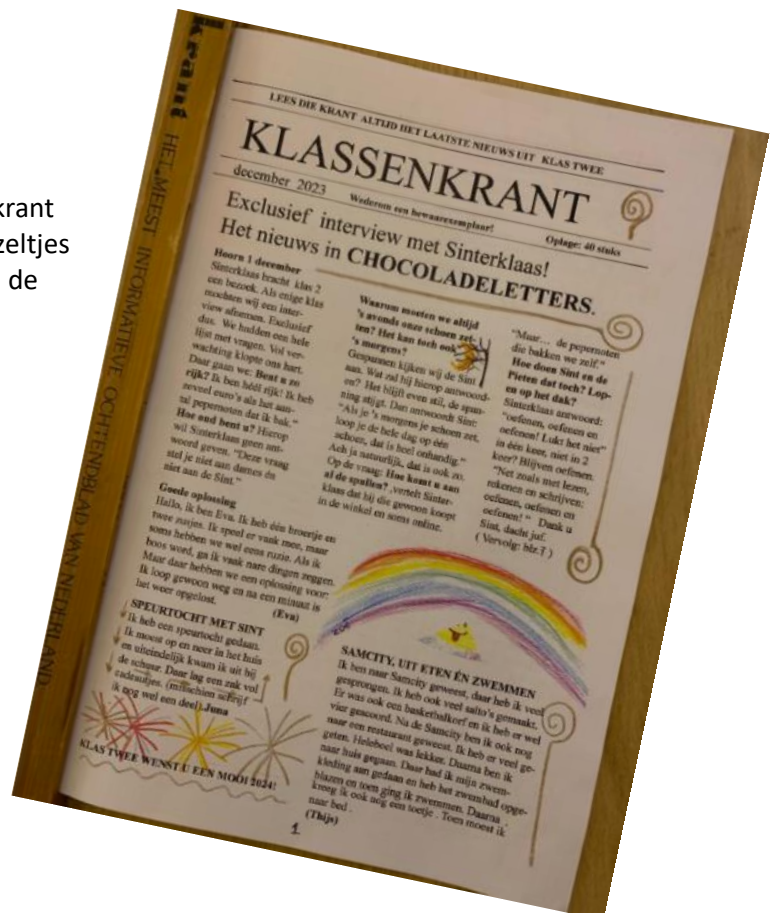 krant
zeltjes
de
krant HET MEEST INFORMATIEVE OCHTENDBLAD VAN NEDERLAND
LEES DIE KRANT ALTIJD HET LAATSTE NIEUWS UIT KLAS TWEE
KLASSENKRANT
december 2023 Wederom een bewaarexemplaar! Oplage: 40 stuks
Exclusief interview met Sinterklaas!
Het nieuws in CHOCOLADELETTERS.
Hoorn 1 december
Sinterklaas bracht klas 2
een bezoek. Als enige klas
mochten wij een inter-
view afnemen. Exclusief
dus. We hadden een hele
lijst met vragen. Vol ver-
wachting klopte ons hart.
Daar gaan we: Bent u zo
rijk? Ik ben héél rijk! Ik heb
zoveel euro's als het aan-
tal pepernoten dat ik bak."
Hoe oud bent u? Hierop
wil Sinterklaas geen ant-
woord geven. "Deze vraag
stel je niet aan dames én
niet aan de Sint."
Waarom moeten we altijd
's avonds onze schoen zet-
ten? Het kan toch ook
's morgens?
Gespannen kijken wij de Sint
aan. Wat zal hij hierop antwoord-
en? Het blijft even stil, de span-
ning stijgt. Dan antwoordt Sint:
"Als je 's morgens je schoen zet,
loop je de hele dag op één
schoen, dat is heel onhandig."
Ach ja natuurlijk, dat is ook zo.
Op de vraag: Hoe komt u aan
al de spullen? ,vertelt Sinter-
klaas dat hij die gewoon koopt
in de winkel en soms online.
"Maar... de pepernoten
die bakken we zelf."
Hoe doen Sint en de
Pieten dat toch? Lop-
en op het dak?
Sinterklaas antwoord:
"oefenen, oefenen en
oefenen! Lukt het niet"
in één keer, niet in 2
keer? Blijven oefenen.
"Net zoals met lezen,
rekenen en schrijven:
oefenen, oefenen en
oefenen! " Dank u
Sint, dacht juf.
( Vervolg: blz.7 )
Goede oplossing
Hallo, ik ben Eva. Ik heb één broertje en
twee zusjes. Ik speel er vaak mee, maar
soms hebben we wel eens ruzie. Als ik
boos word, ga ik vaak nare dingen zeggen.
Maar daar hebben we een oplossing voor:
Ik loop gewoon weg en na een minuut is
het weer opgelost. (Eva)
SPEURTOCHT MET SINT
Ik heb een speurtocht gedaan.
Ik moest op en neer in het huis
en uiteindelijk kwam ik uit bij
de schuur. Daar lag een zak vol
cadeautjes. (misschien schrijf
ik nog wel een deel) Juna
KLAS TWEE WENST U EEN MOOI 2024!
SAMCITY, UIT ETEN ÉN ZWEMMEN
Ik ben naar Samcity geweest, daar heb ik veel
gesprongen. Ik heb ook veel salto's gemaakt.
Er was ook een basketbalkorf en ik heb er wel
vier gescoord. Na de Samcity ben ik ook nog
naar een restaurant geweest. Ik heb er veel ge-
geten. Heleboel was lekker. Daarna ben ik
naar huis gegaan. Daar had ik mijn zwem-
kleding aan gedaan en heb het zwembad opge-
blazen en toen ging ik zwemmen. Daarna
kreeg ik ook nog een toetje . Toen moest ik
naar bed .
(Thijs)
1